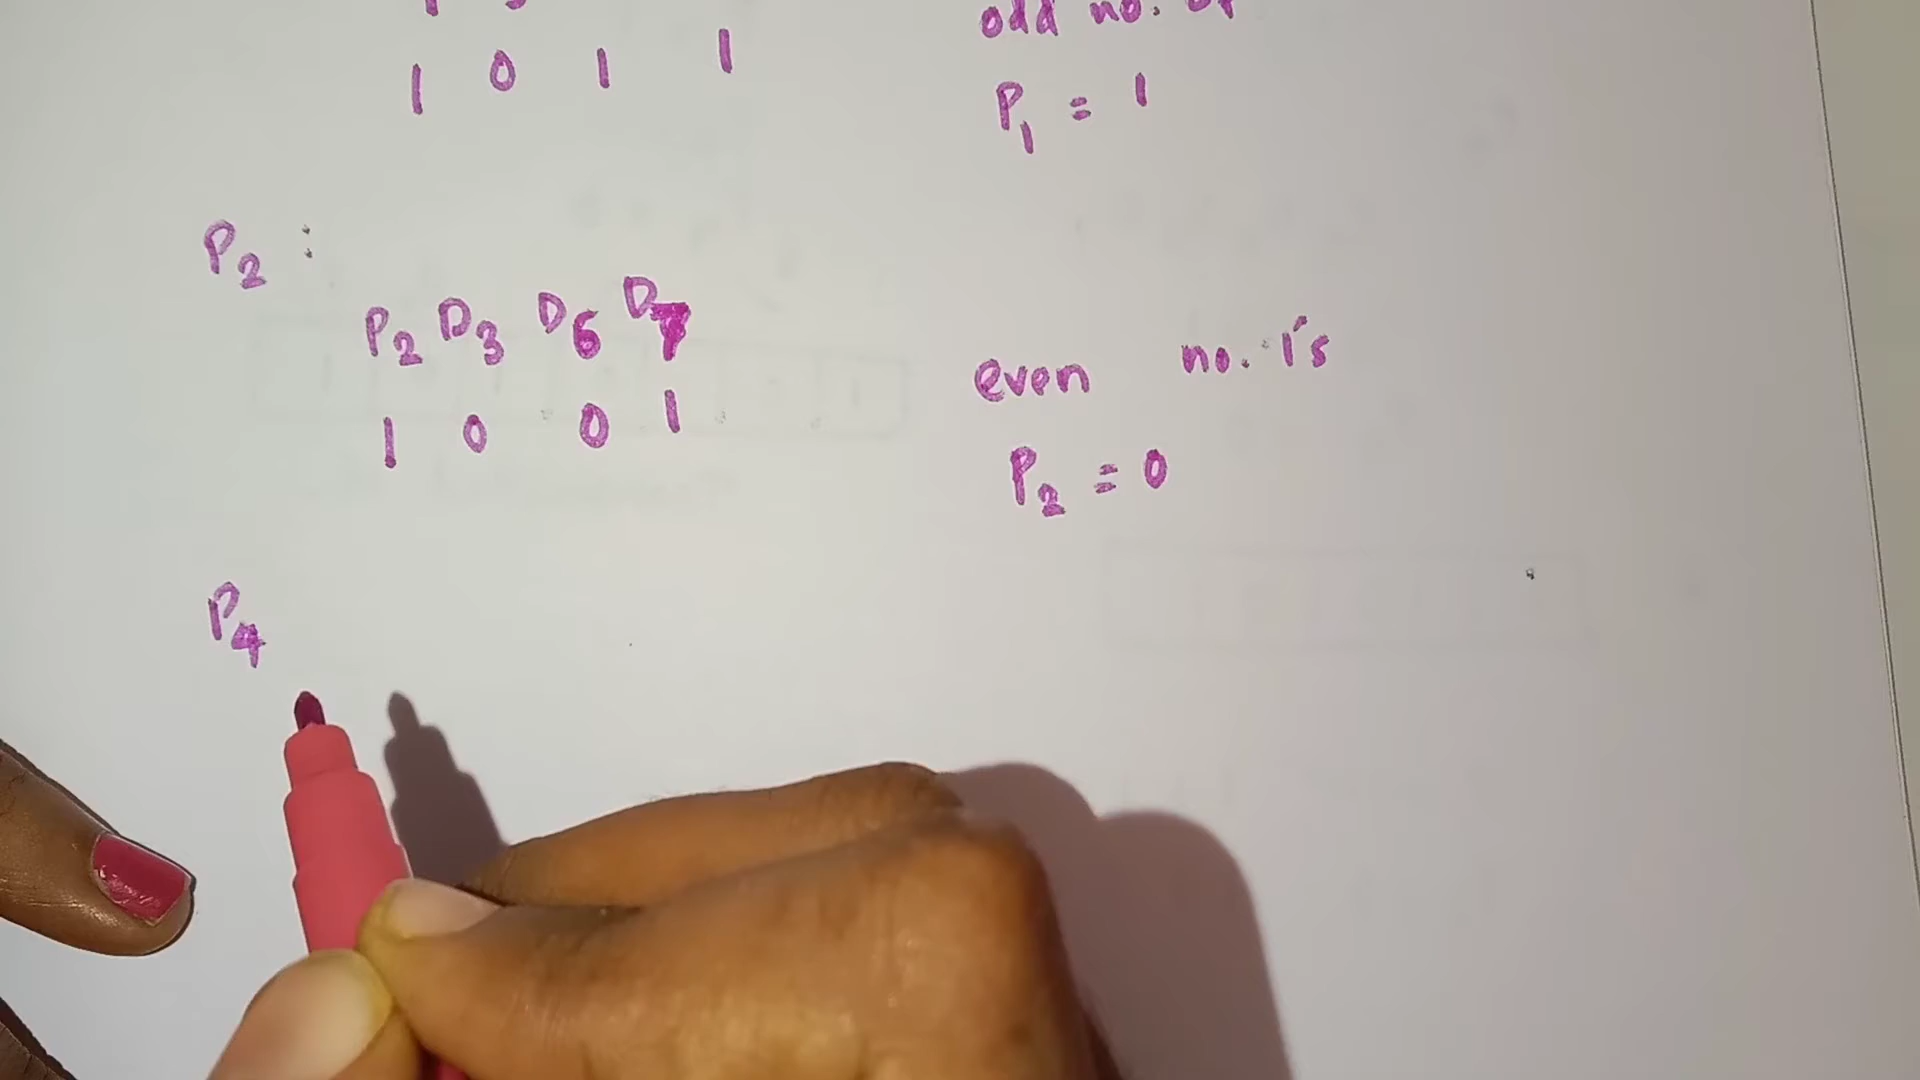 odd no. of
1 0 1 1
P1 = 1
P2 :
P2 D3 D6 D7
1 0 0 1
even no. 1's
P2 = 0
P4